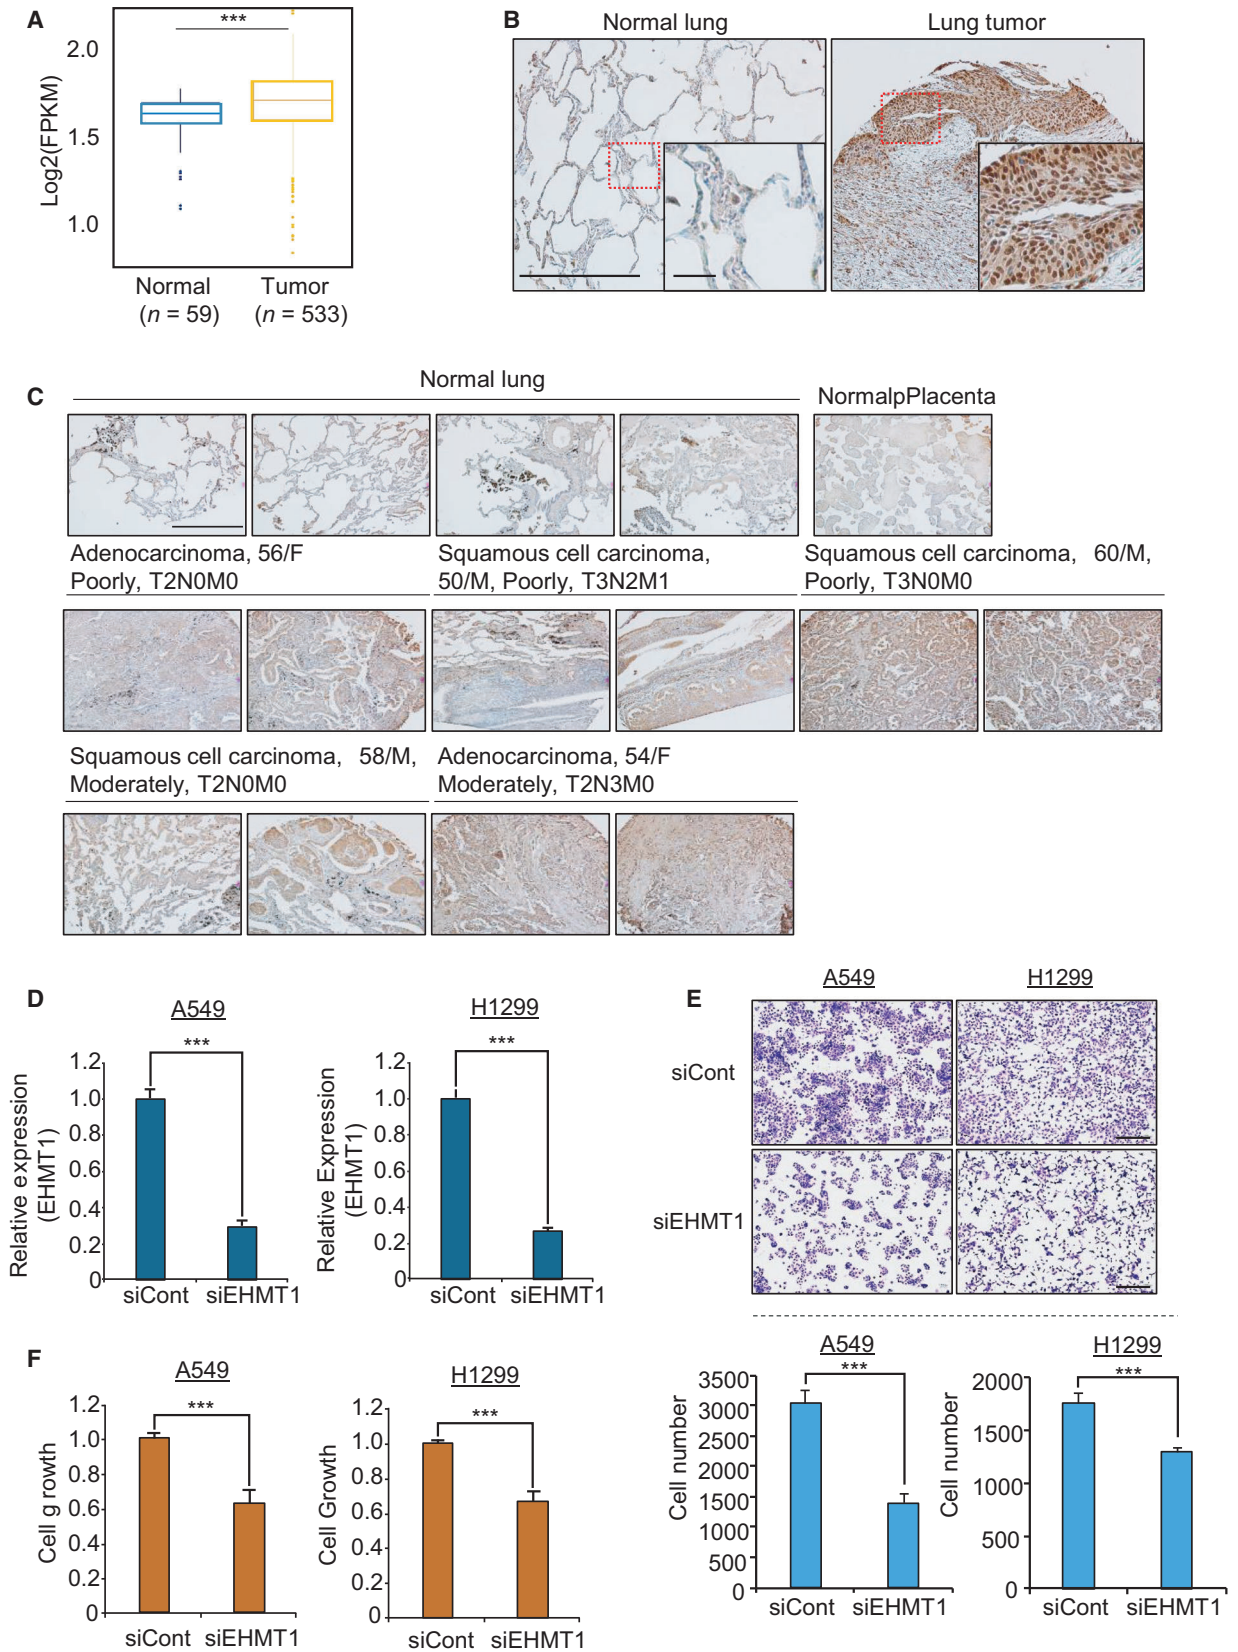 A
***
2.0
1.5
1.0
Log2(FPKM)
Normal
(n = 59)
Tumor
(n = 533)
B
Normal lung
Lung tumor
C
Normal lung
NormalpPlacenta
Adenocarcinoma, 56/F
Poorly, T2N0M0
Squamous cell carcinoma,
50/M, Poorly, T3N2M1
Squamous cell carcinoma, 60/M,
Poorly, T3N0M0
Squamous cell carcinoma, 58/M,
Moderately, T2N0M0
Adenocarcinoma, 54/F
Moderately, T2N3M0
D
A549
***
1.2
1.0
0.8
0.6
0.4
0.2
0
Relative expression
(EHMT1)
siCont
siEHMT1
H1299
***
1.2
1.0
0.8
0.6
0.4
0.2
0
Relative Expression
(EHMT1)
siCont
siEHMT1
E
A549
H1299
siCont
siEHMT1
A549
***
3500
3000
2500
2000
1500
1000
500
0
Cell number
siCont
siEHMT1
H1299
***
2000
1500
1000
500
0
Cell number
siCont
siEHMT1
F
A549
***
1.2
1.0
0.8
0.6
0.4
0.2
0
Cell g rowth
siCont
siEHMT1
H1299
***
1.2
1.0
0.8
0.6
0.4
0.2
0
Cell Growth
siCont
siEHMT1